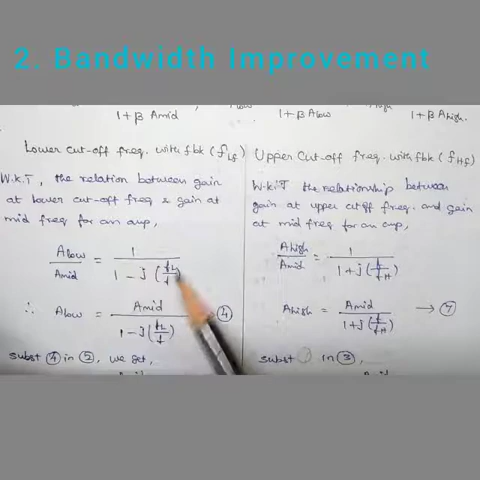 2. Bandwidth Improvement
1 + β Amid
1 + β Alow
1 + β Ahigh.
Lower cut-off freq. with fbk (fLf)
W.K.T, the relation between gain
at lower cut-off freq & gain at
mid freq for an amp,
Alow / Amid = 1 / 1 - j (fL/f)
∴ Alow = Amid / 1 - j (fL/f) ④
subst ④ in ②, we get,
Upper cut-off freq. with fbk (fHf)
W.K.T the relationship between
gain at upper cutoff freq. and gain
at mid freq for an amp,
Ahigh / Amid = 1 / 1 + j (f/fH)
Ahigh = Amid / 1 + j (f/fH) → ⑦
subst in ③,